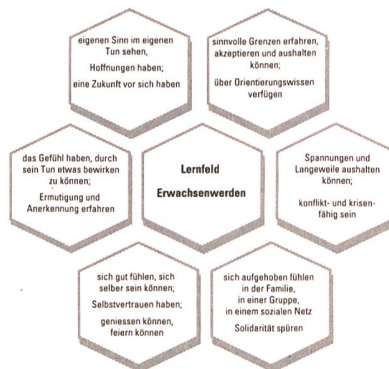 eigenen Sinn im eigenen
Tun sehen,
Hoffnungen haben;
eine Zukunft vor sich haben
sinnvolle Grenzen erfahren,
akzeptieren und aushalten
können;
über Orientierungswissen
verfügen
das Gefühl haben, durch
sein Tun etwas bewirken
zu können;
Ermutigung und
Anerkennung erfahren
Lernfeld
Erwachsenwerden
Spannungen und
Langeweile aushalten
können;
konflikt- und krisen-
fähig sein
sich gut fühlen, sich
selber sein können;
Selbstvertrauen haben;
geniessen können,
feiern können
sich aufgehoben fühlen
in der Familie,
in einer Gruppe,
in einem sozialen Netz
Solidarität spüren